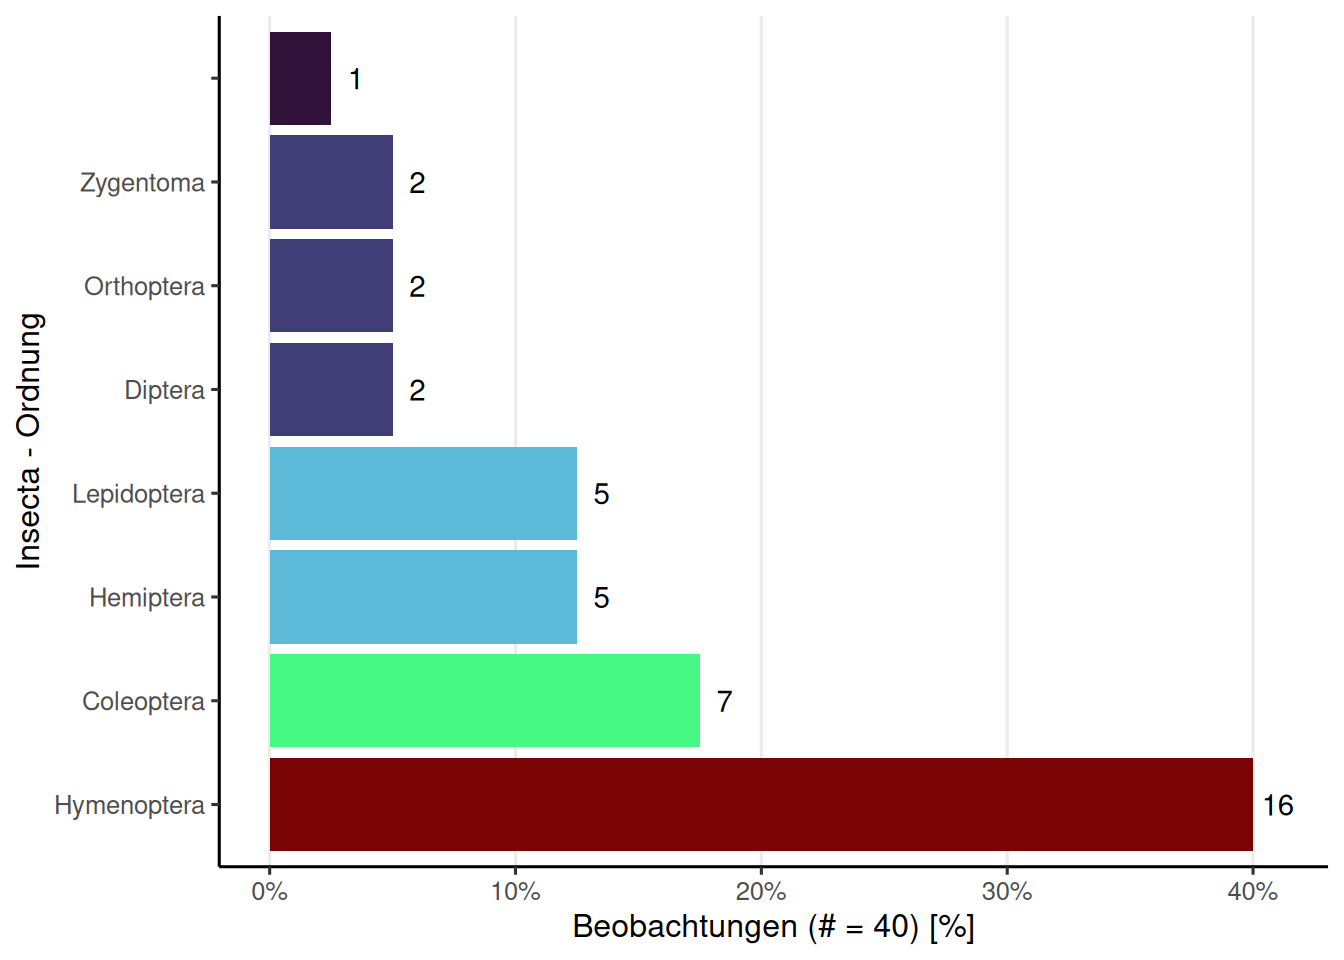 1
Zygentoma 2
Orthoptera 2
Diptera 2
Lepidoptera 5
Hemiptera 5
Coleoptera 7
Hymenoptera 16
Insecta - Ordnung
0% 10% 20% 30% 40%
Beobachtungen (# = 40) [%]